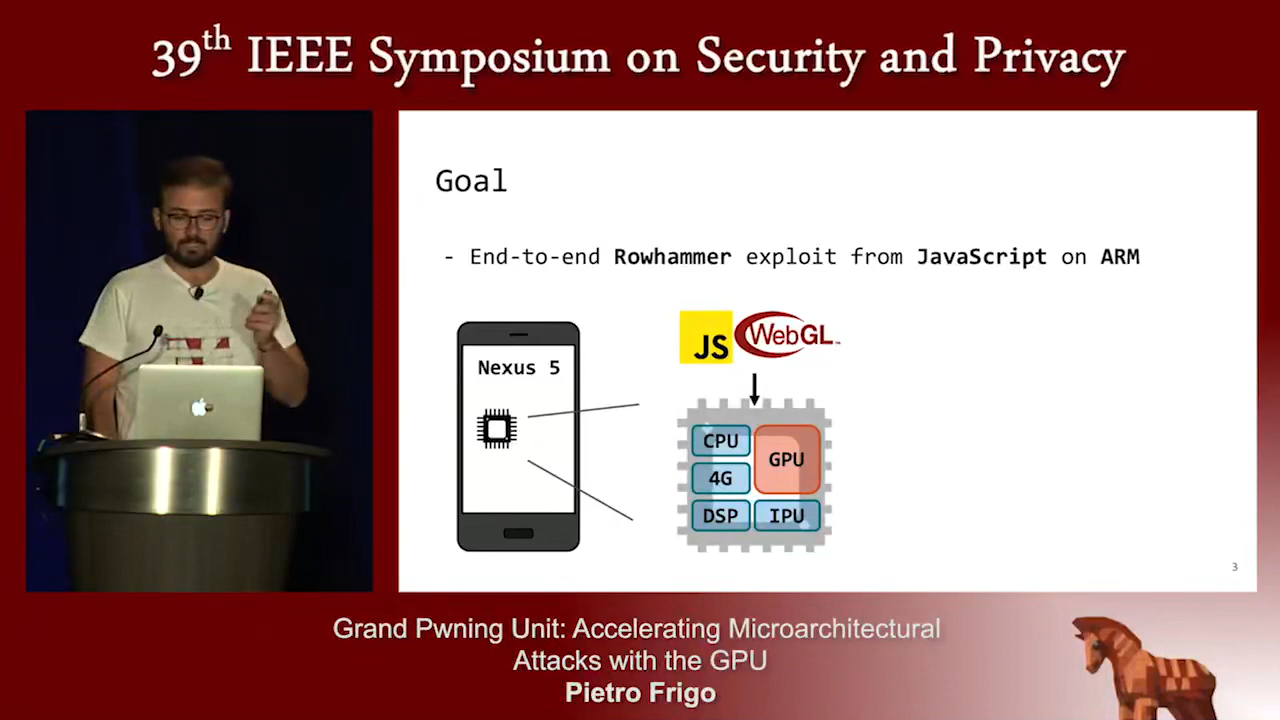 39th IEEE Symposium on Security and Privacy
Goal
- End-to-end Rowhammer exploit from JavaScript on ARM
JS WebGL™
Nexus 5
CPU
GPU
4G
DSP
IPU
3
Grand Pwning Unit: Accelerating Microarchitectural
Attacks with the GPU
Pietro Frigo